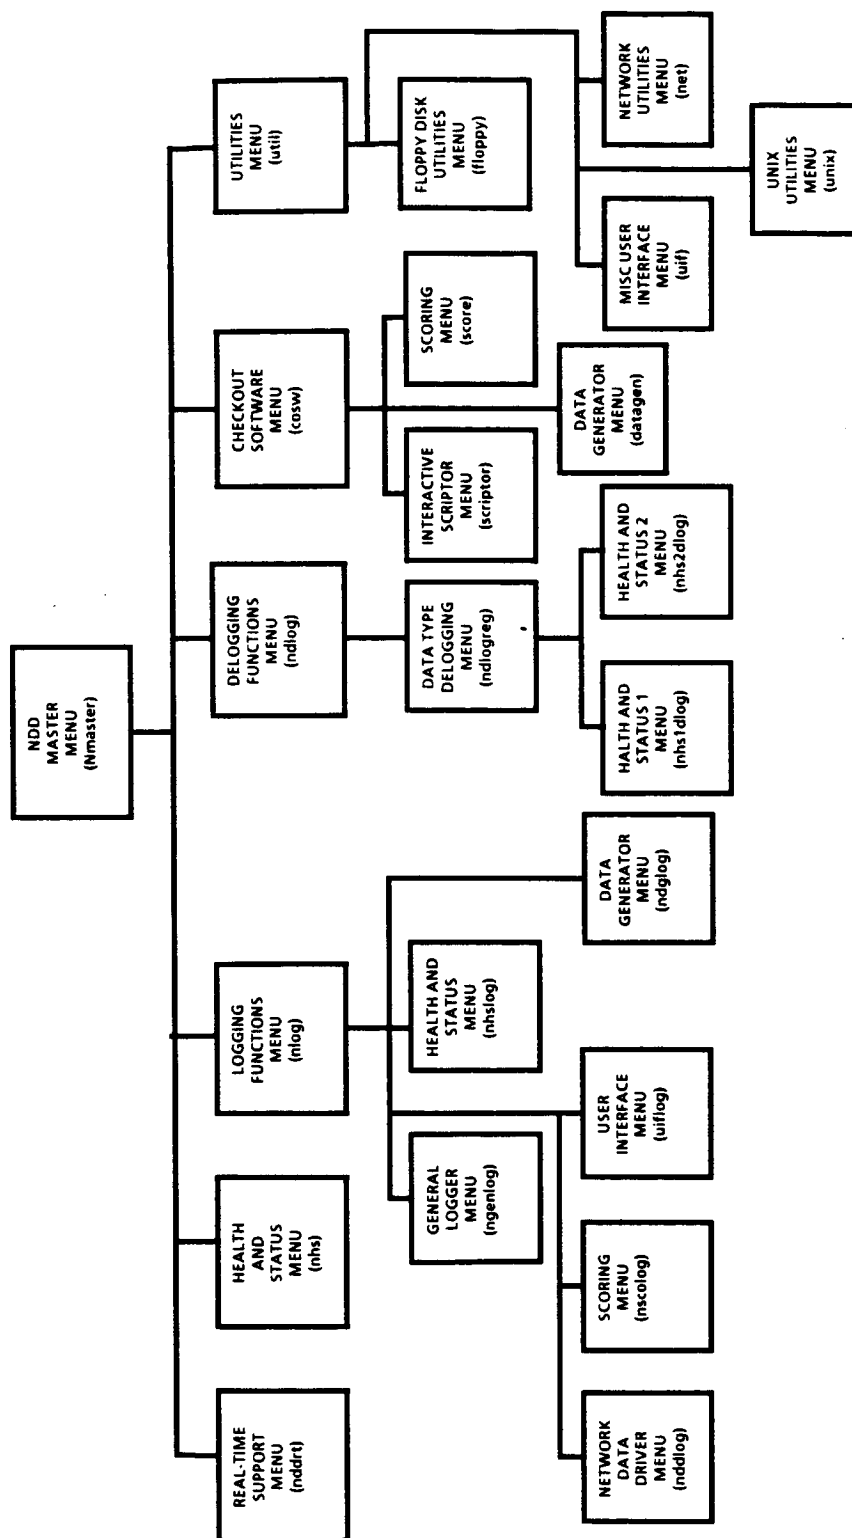 NDD
MASTER
MENU
(Nmaster)
REAL-TIME
SUPPORT
MENU
(nddrt)
HEALTH
AND
STATUS
MENU
(nhs)
LOGGING
FUNCTIONS
MENU
(nlog)
DELOGGING
FUNCTIONS
MENU
(ndlog)
CHECKOUT
SOFTWARE
MENU
(cosw)
UTILITIES
MENU
(util)
GENERAL
LOGGER
MENU
(ngenlog)
HEALTH AND
STATUS
MENU
(nhslog)
DATA TYPE
DELOGGING
MENU
(ndlogreg)
INTERACTIVE
SCRIPTOR
MENU
(scriptor)
SCORING
MENU
(score)
FLOPPY DISK
UTILITIES
MENU
(floppy)
NETWORK
DATA
DRIVER
MENU
(nddlog)
SCORING
MENU
(nscolog)
USER
INTERFACE
MENU
(uiflog)
DATA
GENERATOR
MENU
(ndglog)
HALTH AND
STATUS 1
MENU
(nhs1dlog)
HEALTH AND
STATUS 2
MENU
(nhs2dlog)
DATA
GENERATOR
MENU
(datagen)
MISC USER
INTERFACE
MENU
(uif)
NETWORK
UTILITIES
MENU
(net)
UNIX
UTILITIES
MENU
(unix)